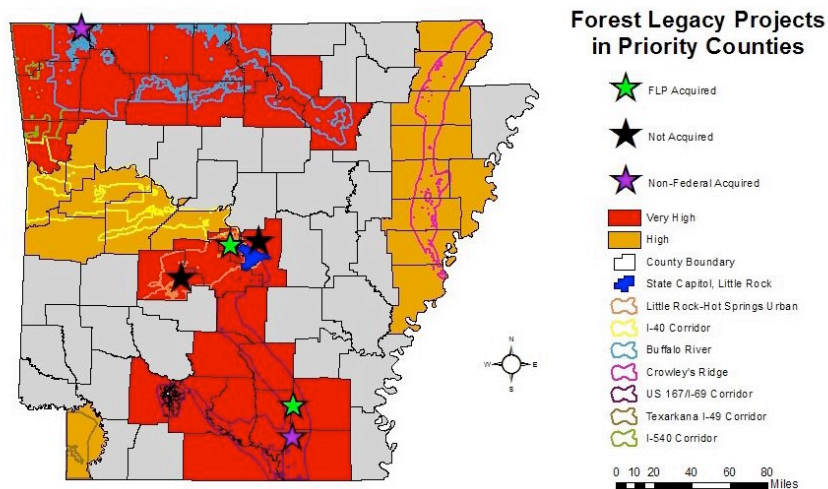 Forest Legacy Projects
in Priority Counties
FLP Acquired
Not Acquired
Non-Federal Acquired
Very High
High
County Boundary
State Capitol, Little Rock
Little Rock-Hot Springs Urban
I-40 Corridor
Buffalo River
Crowley's Ridge
US 167/I-69 Corridor
Texarkana I-49 Corridor
I-540 Corridor
N
W E
S
0 10 20 40 60 80
Miles